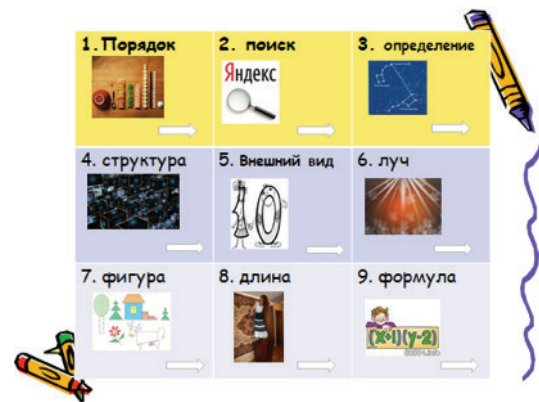 1. Порядок
2. поиск
3. определение
Яндекс
4. структура
5. Внешний вид
6. луч
7. фигура
8. длина
9. формула
(x+1)(y-2)